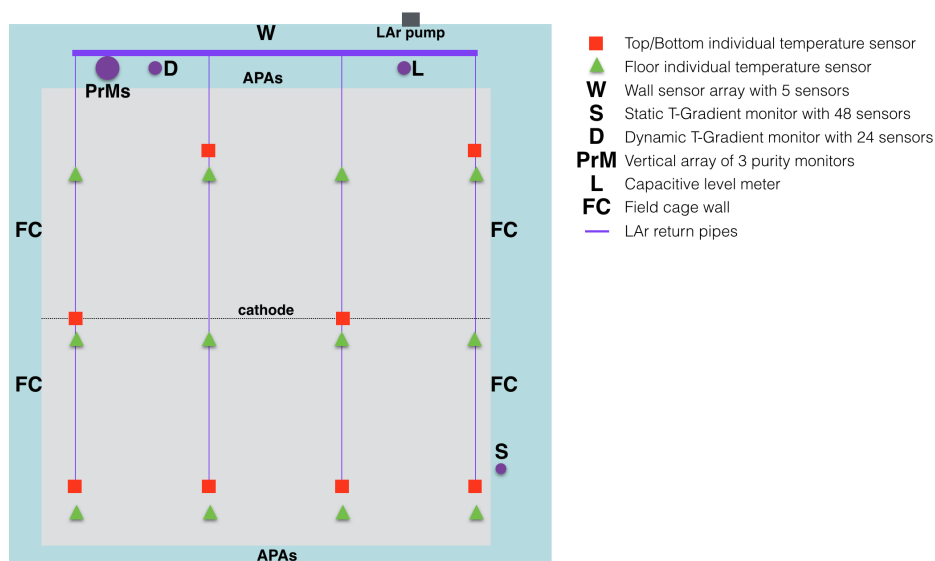 W
LAr pump
D
L
PrMs
APAs
FC
FC
cathode
FC
FC
S
APAs
Top/Bottom individual temperature sensor
Floor individual temperature sensor
W Wall sensor array with 5 sensors
S Static T-Gradient monitor with 48 sensors
D Dynamic T-Gradient monitor with 24 sensors
PrM Vertical array of 3 purity monitors
L Capacitive level meter
FC Field cage wall
LAr return pipes